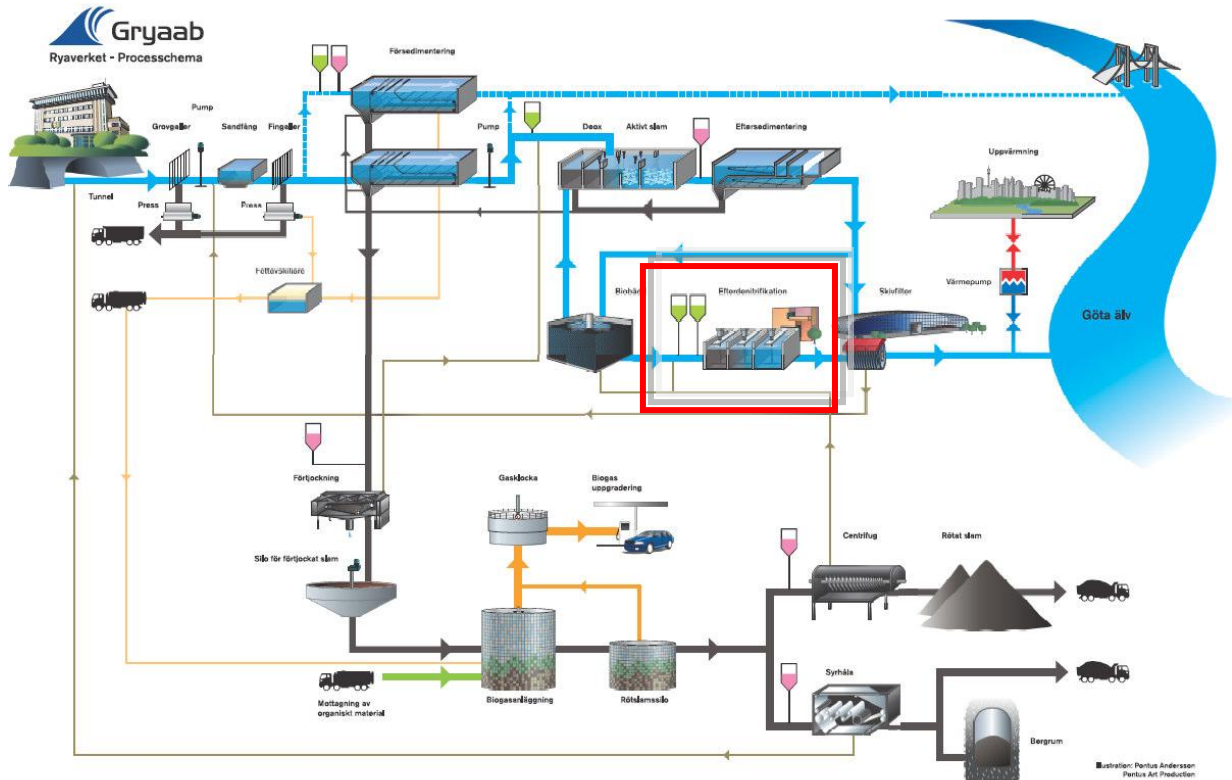 Gryaab
Ryaverket - Processchema
Försedimentering
Pump
Grovgaller
Sandfång
Fingaller
Pump
Deox
Aktivt slam
Eftersedimentering
Uppvärmning
Tunnel
Press
Press
Fettavskiljare
Efterdenitrifikation
Skivfilter
Värmepump
Göta älv
Förtjockning
Gasklocka
Biogas
uppgradering
Centrifug
Rötat slam
Silo för förtjockat slam
Mottagning av
organiskt material
Biogasanläggning
Rötslamssilo
Syrhåla
Bergrum
Illustration: Pontus Andersson
Pontus Art Production